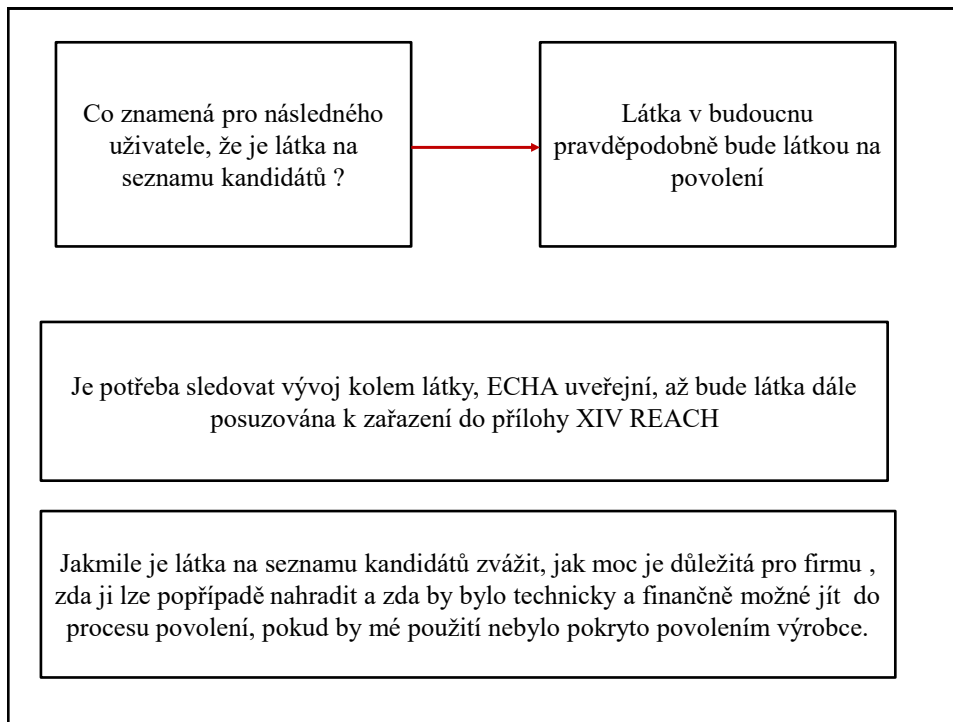 Co znamená pro následného
uživatele, že je látka na
seznamu kandidátů ?
Látka v budoucnu
pravděpodobně bude látkou na
povolení
Je potřeba sledovat vývoj kolem látky, ECHA uveřejní, až bude látka dále
posuzována k zařazení do přílohy XIV REACH
Jakmile je látka na seznamu kandidátů zvážit, jak moc je důležitá pro firmu ,
zda ji lze popřípadě nahradit a zda by bylo technicky a finančně možné jít do
procesu povolení, pokud by mé použití nebylo pokryto povolením výrobce.